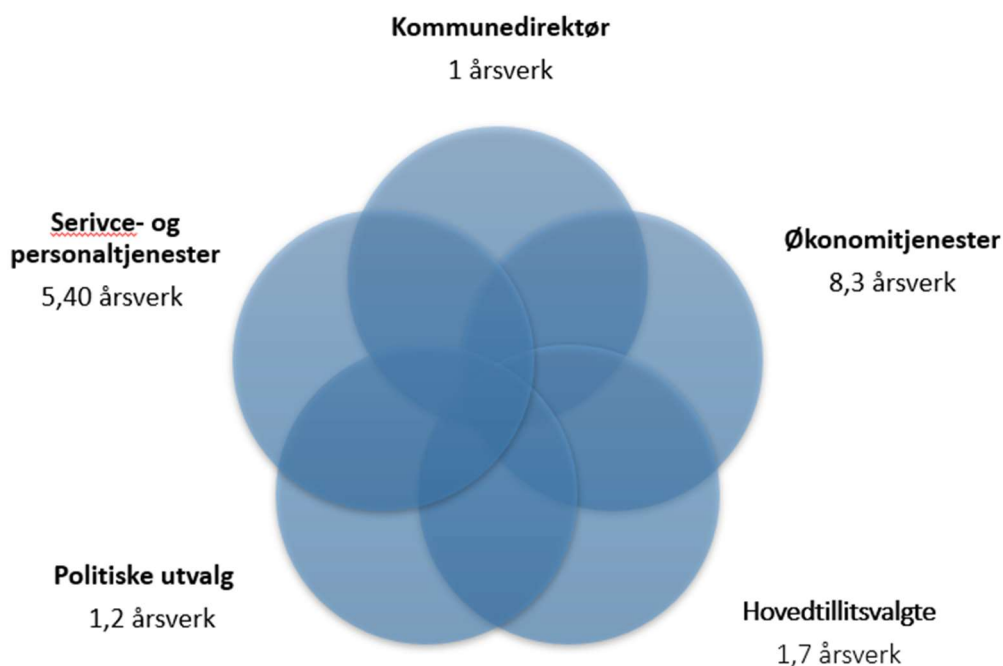 Kommunedirektør
1 årsverk
Økonomitjenester
8,3 årsverk
Hovedtillitsvalgte
1,7 årsverk
Politiske utvalg
1,2 årsverk
Serivce- og
personaltjenester
5,40 årsverk